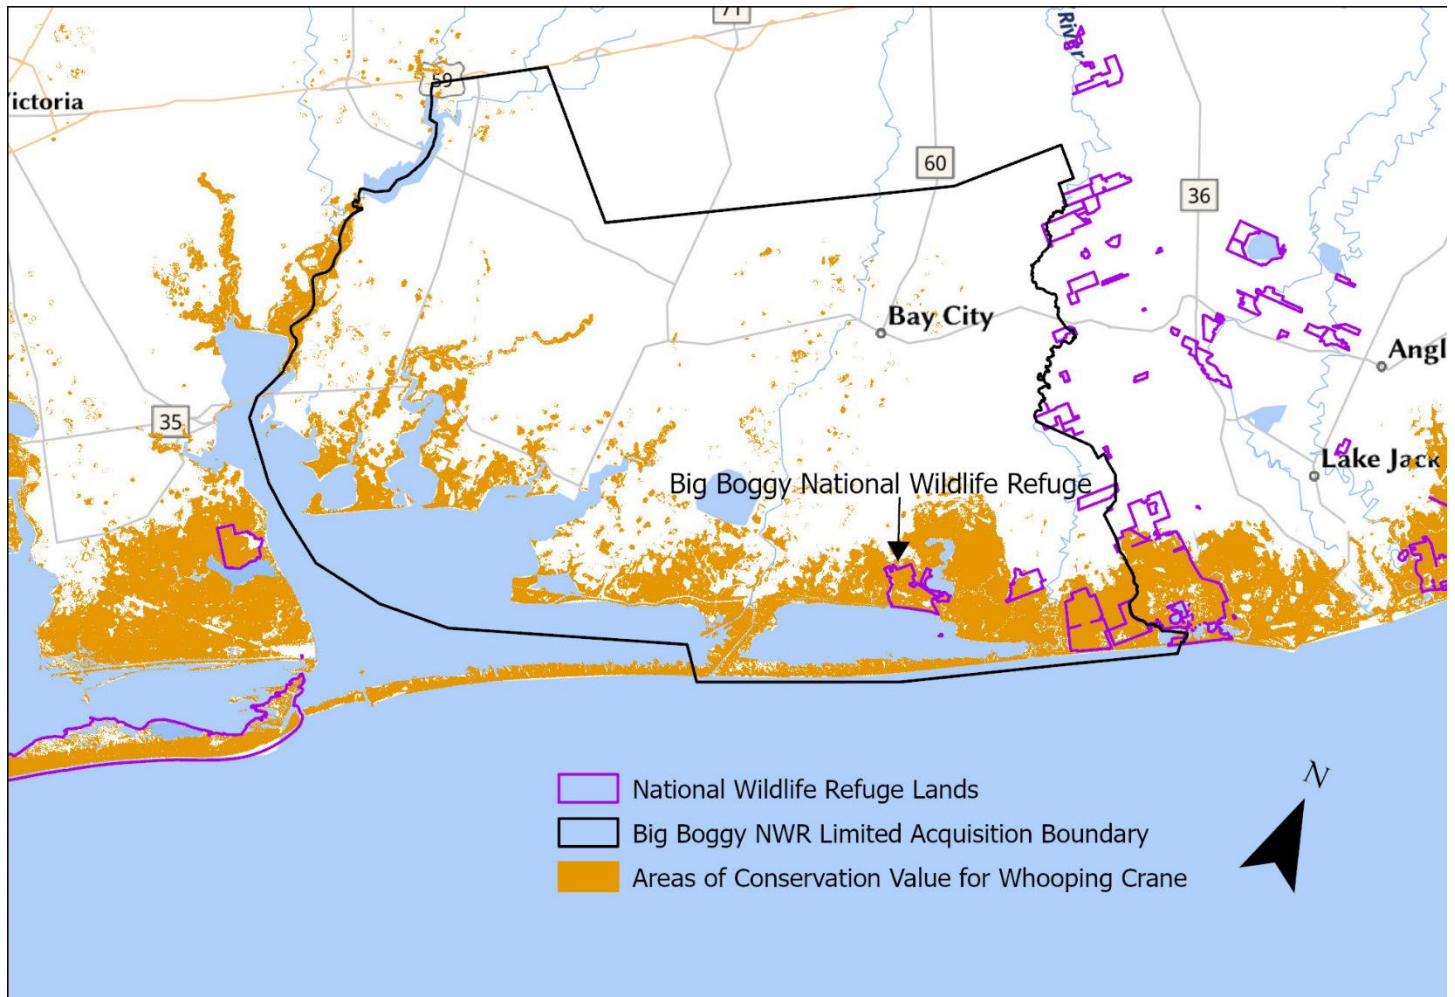 71
River
59
ictoria
60
36
Bay City
Angl
35
Lake Jack
Big Boggy National Wildlife Refuge
National Wildlife Refuge Lands
Big Boggy NWR Limited Acquisition Boundary
Areas of Conservation Value for Whooping Crane
N